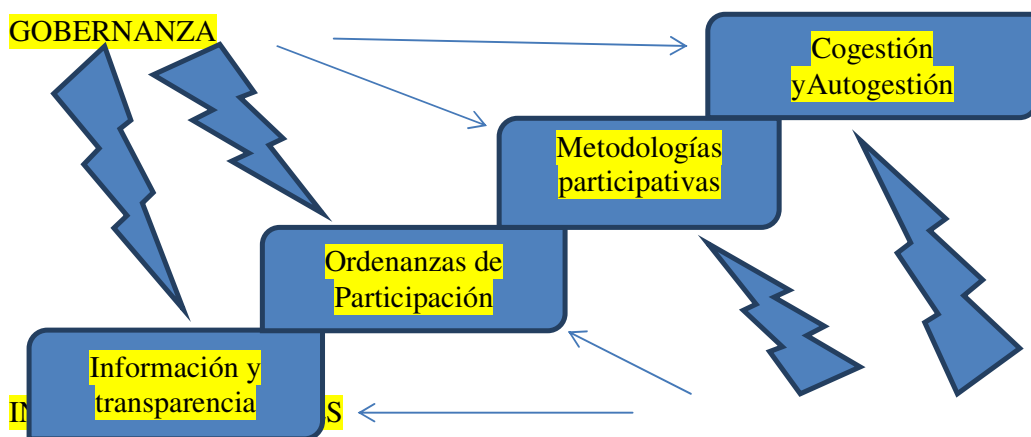 GOBERNANZA
Cogestión
yAutogestión
Metodologías
participativas
Ordenanzas de
Participación
Información y
transparencia